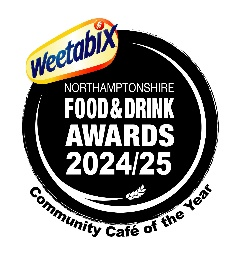 Weetabix
NORTHAMPTONSHIRE
FOOD & DRINK
AWARDS
2024/25
Community Café of the Year